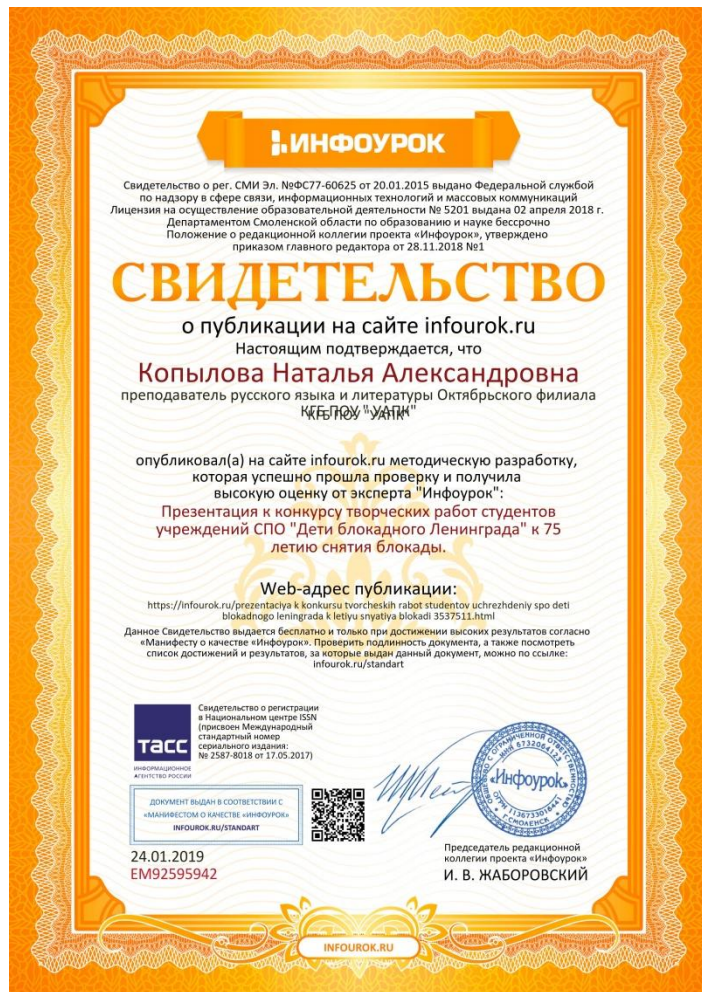 ИНФОУРОК
Свидетельство о рег. СМИ Эл. №ФС77-60625 от 20.01.2015 выдано Федеральной службой
по надзору в сфере связи, информационных технологий и массовых коммуникаций
Лицензия на осуществление образовательной деятельности № 5201 выдана 02 апреля 2018 г.
Департаментом Смоленской области по образованию и науке бессрочно
Положение о редакционной коллегии проекта «Инфоурок», утверждено
приказом главного редактора от 28.11.2018 №1
СВИДЕТЕЛЬСТВО
о публикации на сайте infourok.ru
Настоящим подтверждается, что
Копылова Наталья Александровна
преподаватель русского языка и литературы Октябрьского филиала
КГБ ПОУ "УАПК"
опубликовал(а) на сайте infourok.ru методическую разработку,
которая успешно прошла проверку и получила
высокую оценку от эксперта "Инфоурок":
Презентация к конкурсу творческих работ студентов
учреждений СПО "Дети блокадного Ленинграда" к 75
летию снятия блокады.
Web-адрес публикации:
https://infourok.ru/prezentaciya k konkursu tvorcheskih rabot studentov uchrezhdeniy spo deti
blokadnogo leningrada k letiyu snyatiya blokadi 3537511.html
Данное Свидетельство выдается бесплатно и только при достижении высоких результатов согласно
«Манифесту о качестве «Инфоурок». Проверить подлинность документа, а также посмотреть
список достижений и результатов, за которые выдан данный документ, можно по ссылке:
infourok.ru/standart
тасс
ИНФОРМАЦИОННОЕ
АГЕНТСТВО РОССИИ
Свидетельство о регистрации
в Национальном центре ISSN
(присвоен Международный
стандартный номер
сериального издания:
№ 2587-8018 от 17.05.2017)
ДОКУМЕНТ ВЫДАН В СООТВЕТСТВИИ С
«МАНИФЕСТОМ О КАЧЕСТВЕ «ИНФОУРОК»
INFOUROK.RU/STANDART
24.01.2019
EM92595942
ОБЩЕСТВО С ОГРАНИЧЕННОЙ ОТВЕТСТВЕННОСТЬЮ
ИНН 6732064123
«Инфоурок»
ОГРН 1136733016441
Г.СМОЛЕНСК
Председатель редакционной
коллегии проекта «Инфоурок»
И. В. ЖАБОРОВСКИЙ
INFOUROK.RU